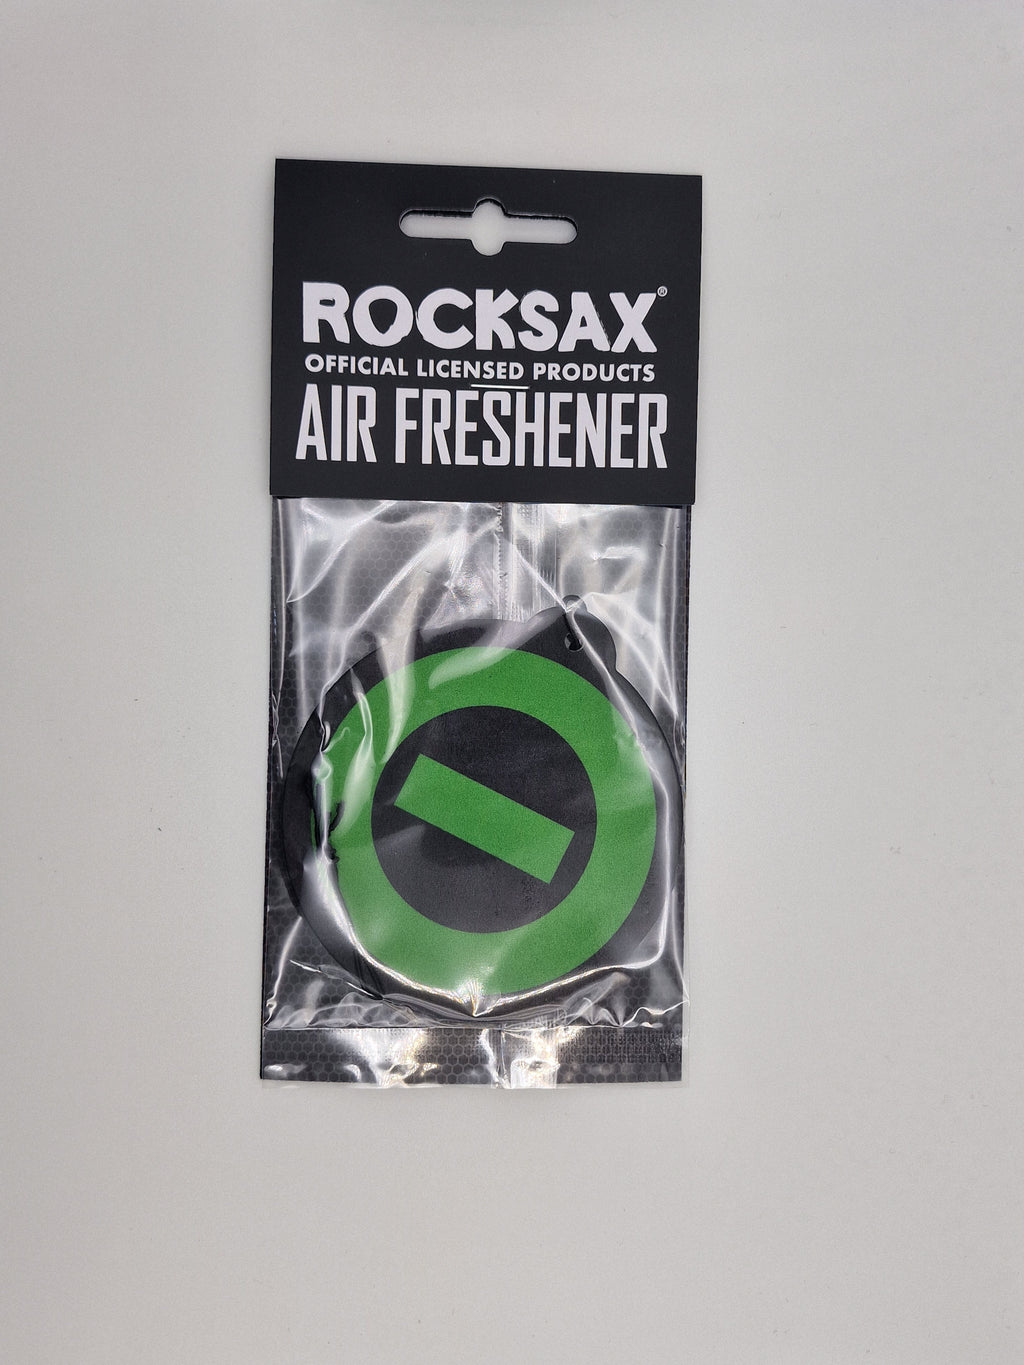 ROCKSAX®
OFFICIAL LICENSED PRODUCTS
AIR FRESHENER